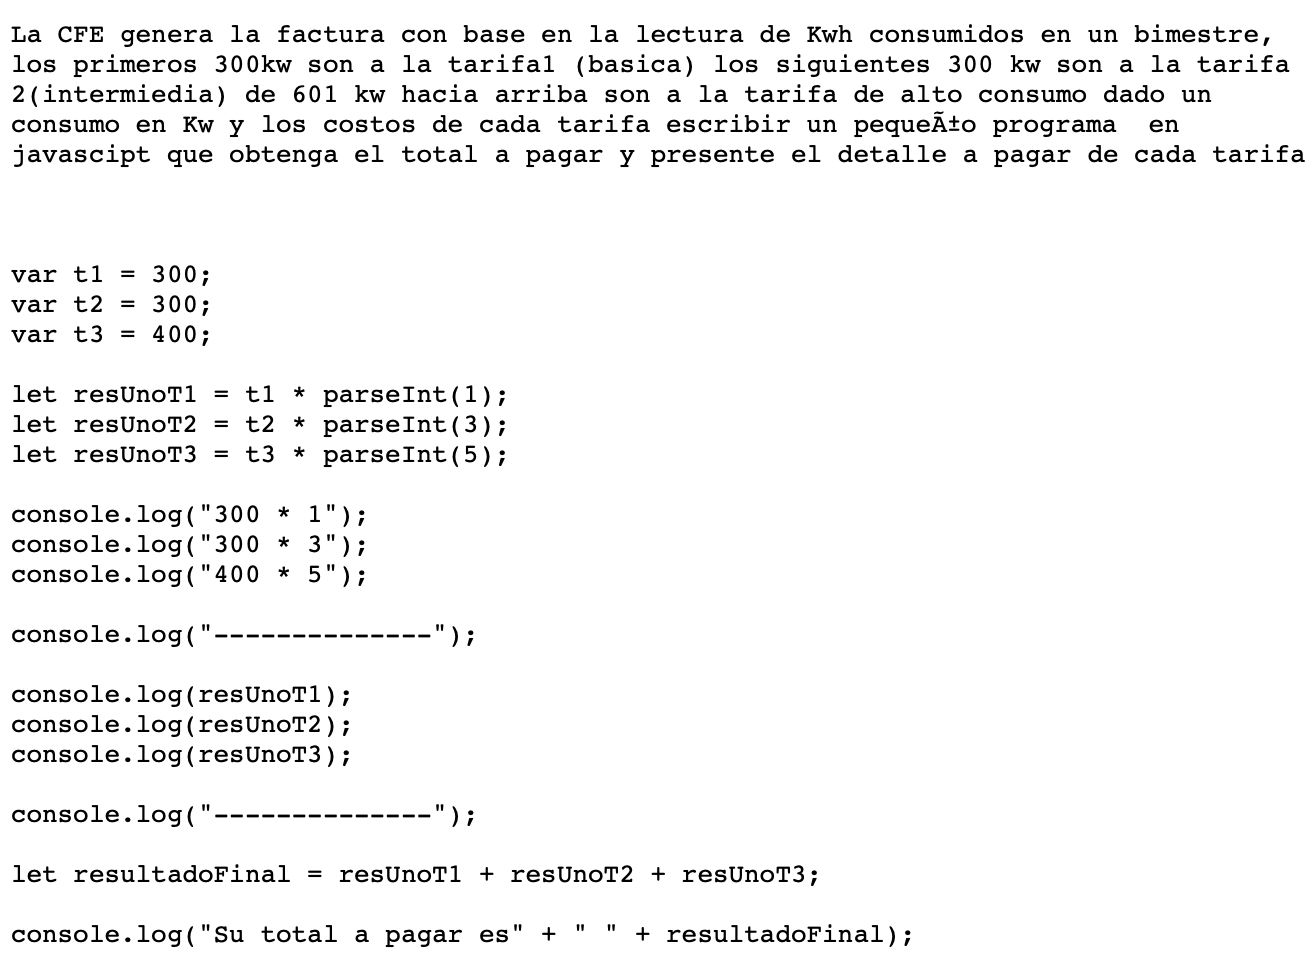 La CFE genera la factura con base en la lectura de Kwh consumidos en un bimestre,
los primeros 300kw son a la tarifa1 (basica) los siguientes 300 kw son a la tarifa
2(intermiedia) de 601 kw hacia arriba son a la tarifa de alto consumo dado un
consumo en Kw y los costos de cada tarifa escribir un pequeÃ±o programa  en
javascipt que obtenga el total a pagar y presente el detalle a pagar de cada tarifa
var t1 = 300;
var t2 = 300;
var t3 = 400;
let resUnoT1 = t1 * parseInt(1);
let resUnoT2 = t2 * parseInt(3);
let resUnoT3 = t3 * parseInt(5);
console.log("300 * 1");
console.log("300 * 3");
console.log("400 * 5");
console.log("--------------");
console.log(resUnoT1);
console.log(resUnoT2);
console.log(resUnoT3);
console.log("--------------");
let resultadoFinal = resUnoT1 + resUnoT2 + resUnoT3;
console.log("Su total a pagar es" + " " + resultadoFinal);